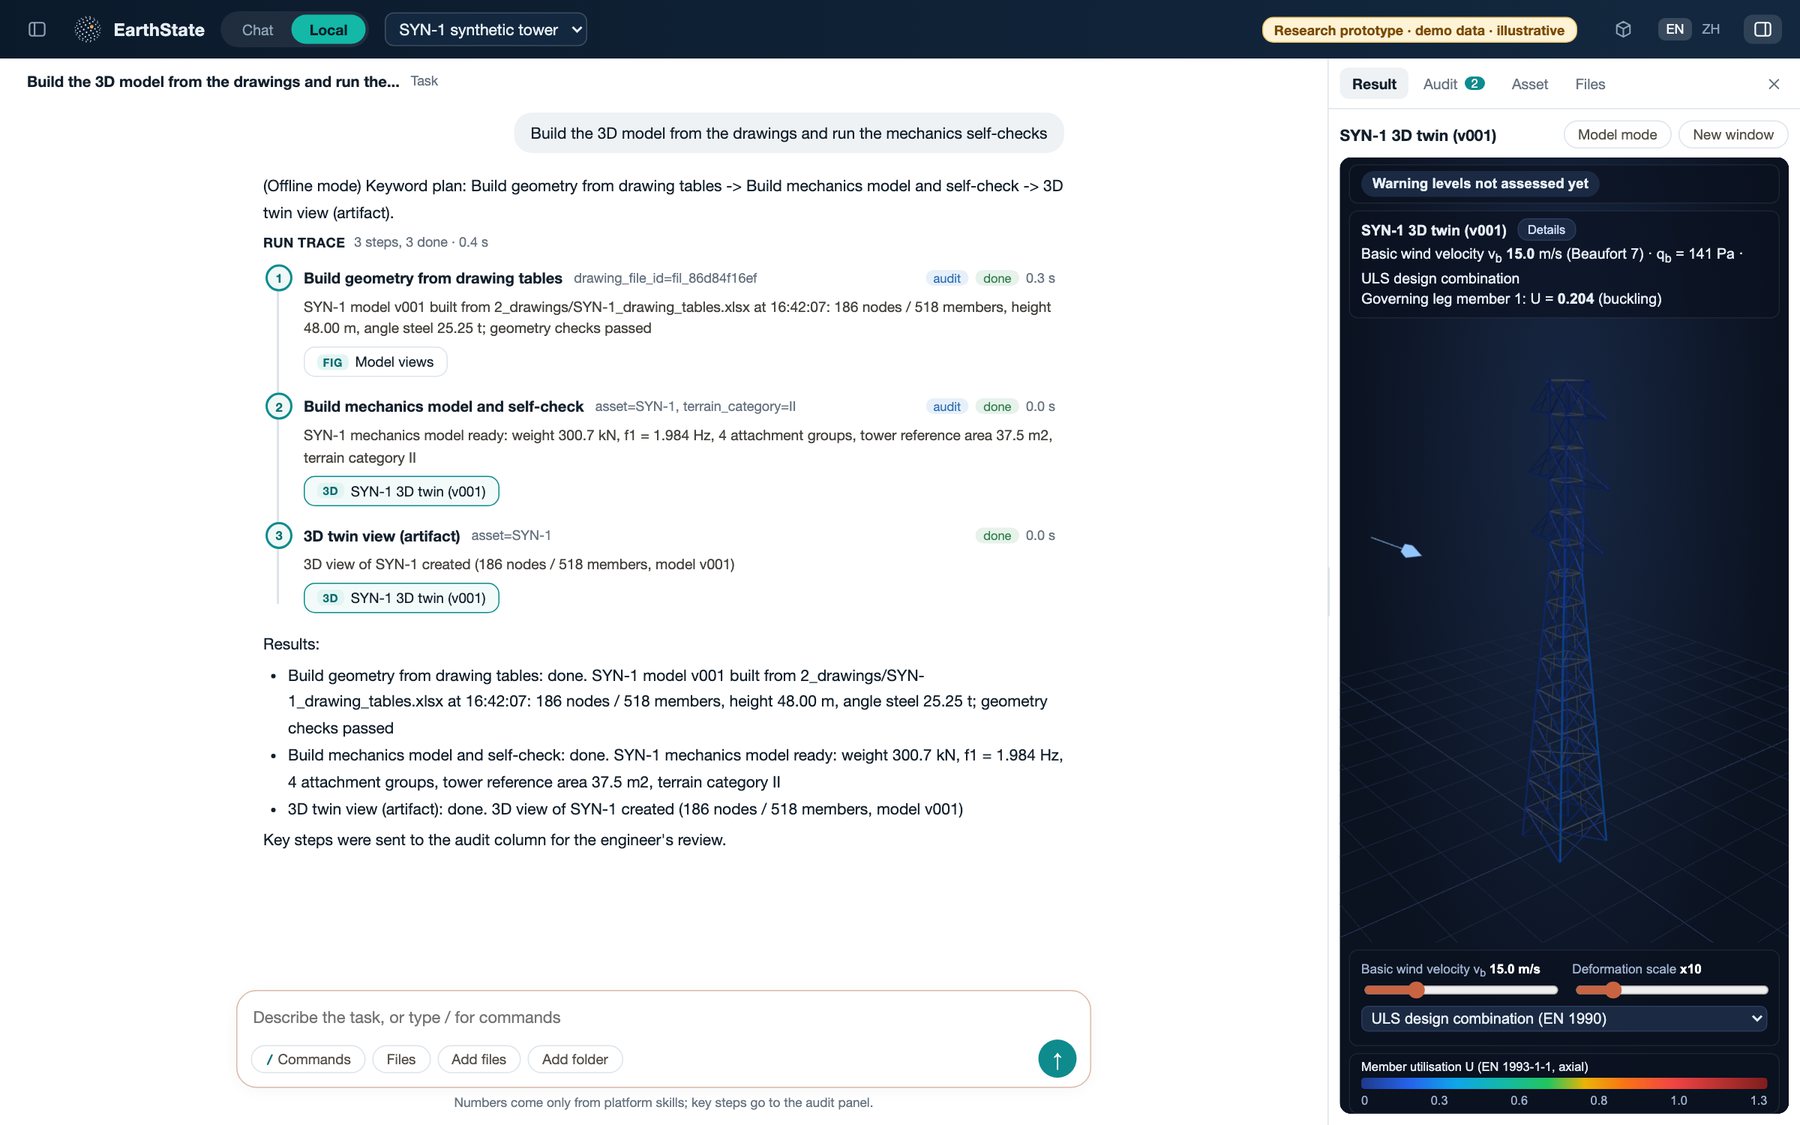 EarthState
Chat
Local
SYN-1 synthetic tower
Research prototype · demo data · illustrative
EN
ZH
Build the 3D model from the drawings and run the...
Task
Build the 3D model from the drawings and run the mechanics self-checks
(Offline mode) Keyword plan: Build geometry from drawing tables -> Build mechanics model and self-check -> 3D
twin view (artifact).
RUN TRACE 3 steps, 3 done · 0.4 s
1 Build geometry from drawing tables drawing_file_id=fil_86d84f16ef audit done 0.3 s
SYN-1 model v001 built from 2_drawings/SYN-1_drawing_tables.xlsx at 16:42:07: 186 nodes / 518 members, height
48.00 m, angle steel 25.25 t; geometry checks passed
FIG Model views
2 Build mechanics model and self-check asset=SYN-1, terrain_category=II audit done 0.0 s
SYN-1 mechanics model ready: weight 300.7 kN, f1 = 1.984 Hz, 4 attachment groups, tower reference area 37.5 m2,
terrain category II
3D SYN-1 3D twin (v001)
3 3D twin view (artifact) asset=SYN-1 done 0.0 s
3D view of SYN-1 created (186 nodes / 518 members, model v001)
3D SYN-1 3D twin (v001)
Results:
• Build geometry from drawing tables: done. SYN-1 model v001 built from 2_drawings/SYN-
1_drawing_tables.xlsx at 16:42:07: 186 nodes / 518 members, height 48.00 m, angle steel 25.25 t; geometry
checks passed
• Build mechanics model and self-check: done. SYN-1 mechanics model ready: weight 300.7 kN, f1 = 1.984 Hz,
4 attachment groups, tower reference area 37.5 m2, terrain category II
• 3D twin view (artifact): done. 3D view of SYN-1 created (186 nodes / 518 members, model v001)
Key steps were sent to the audit column for the engineer's review.
Describe the task, or type / for commands
/ Commands
Files
Add files
Add folder
↑
Numbers come only from platform skills; key steps go to the audit panel.
Result
Audit 2
Asset
Files
SYN-1 3D twin (v001)
Model mode
New window
Warning levels not assessed yet
SYN-1 3D twin (v001) Details
Basic wind velocity vb 15.0 m/s (Beaufort 7) · qb = 141 Pa ·
ULS design combination
Governing leg member 1: U = 0.204 (buckling)
Basic wind velocity vb 15.0 m/s
Deformation scale x10
ULS design combination (EN 1990)
Member utilisation U (EN 1993-1-1, axial)
0 0.3 0.6 0.8 1.0 1.3